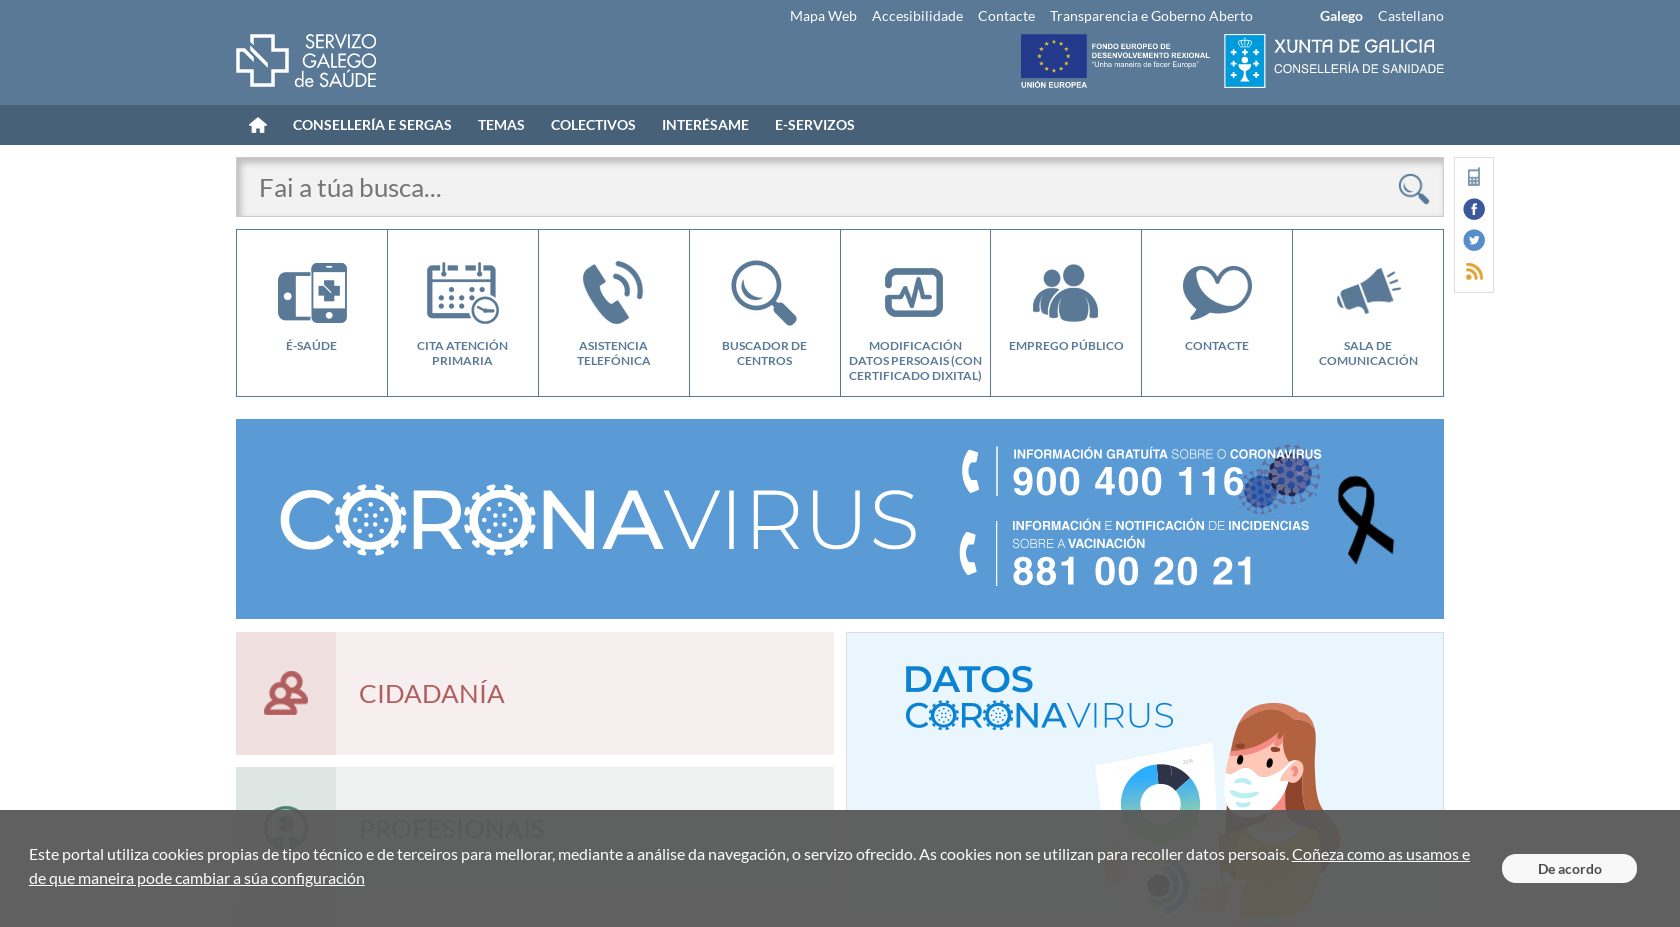 Mapa Web Accesibilidade Contacte Transparencia e Goberno Aberto Galego Castellano
SERVIZO
GALEGO
de SAÚDE
FONDO EUROPEO DE
DESENVOLVEMENTO REXIONAL
"Unha maneira de facer Europa"
UNIÓN EUROPEA
XUNTA DE GALICIA
CONSELLERÍA DE SANIDADE
CONSELLERÍA E SERGAS TEMAS COLECTIVOS INTERÉSAME E-SERVIZOS
Fai a túa busca...
É-SAÚDE
CITA ATENCIÓN
PRIMARIA
ASISTENCIA
TELEFÓNICA
BUSCADOR DE
CENTROS
MODIFICACIÓN
DATOS PERSOAIS (CON
CERTIFICADO DIXITAL)
EMPREGO PÚBLICO
CONTACTE
SALA DE
COMUNICACIÓN
CORONAVIRUS
INFORMACIÓN GRATUÍTA SOBRE O CORONAVIRUS
900 400 116
INFORMACIÓN E NOTIFICACIÓN DE INCIDENCIAS
SOBRE A VACINACIÓN
881 00 20 21
CIDADANÍA
DATOS
CORONAVIRUS
PROFESIONAIS
Este portal utiliza cookies propias de tipo técnico e de terceiros para mellorar, mediante a análise da navegación, o servizo ofrecido. As cookies non se utilizan para recoller datos persoais. Coñeza como as usamos e
de que maneira pode cambiar a súa configuración
De acordo